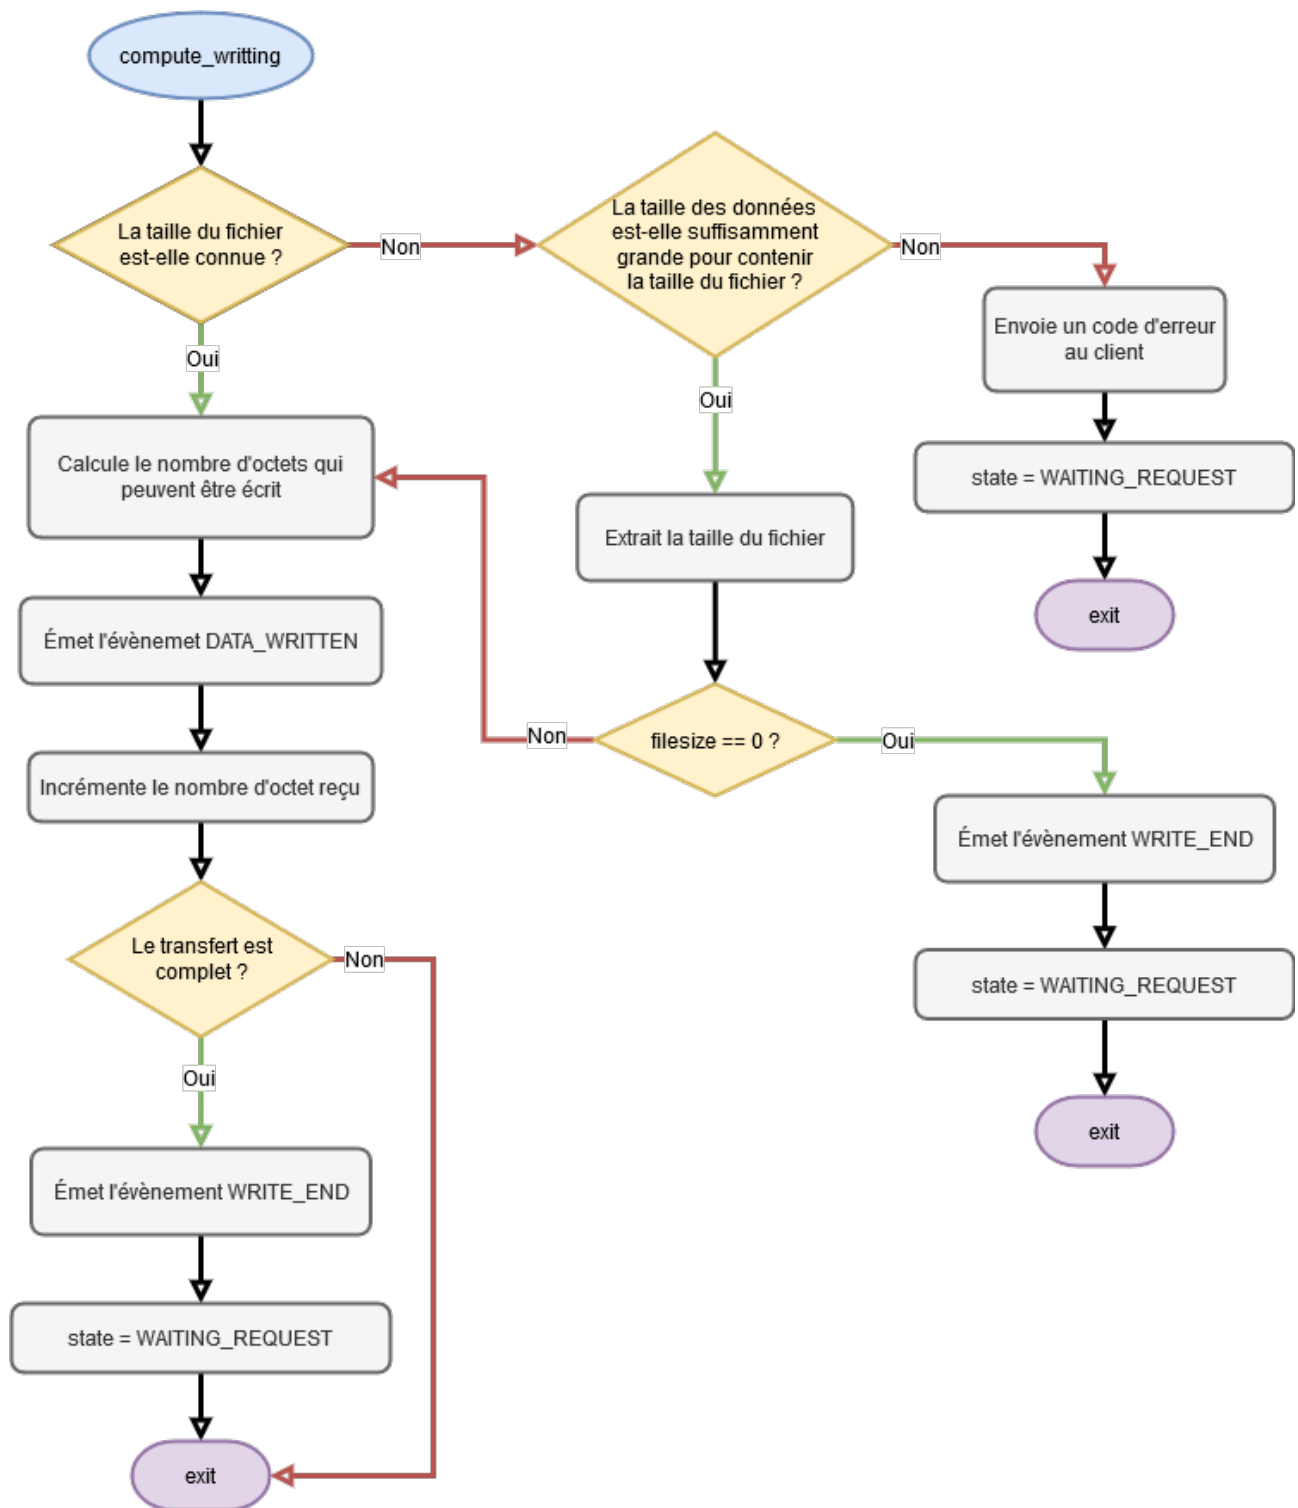 compute_writting
La taille du fichier
est-elle connue ?
Non
La taille des données
est-elle suffisamment
grande pour contenir
la taille du fichier ?
Non
Envoie un code d'erreur
au client
Oui
Oui
state = WAITING_REQUEST
Calcule le nombre d'octets qui
peuvent être écrit
Extrait la taille du fichier
exit
Émet l'évènemet DATA_WRITTEN
Non
filesize == 0 ?
Oui
Incrémente le nombre d'octet reçu
Émet l'évènement WRITE_END
Le transfert est
complet ?
Non
state = WAITING_REQUEST
Oui
exit
Émet l'évènement WRITE_END
state = WAITING_REQUEST
exit